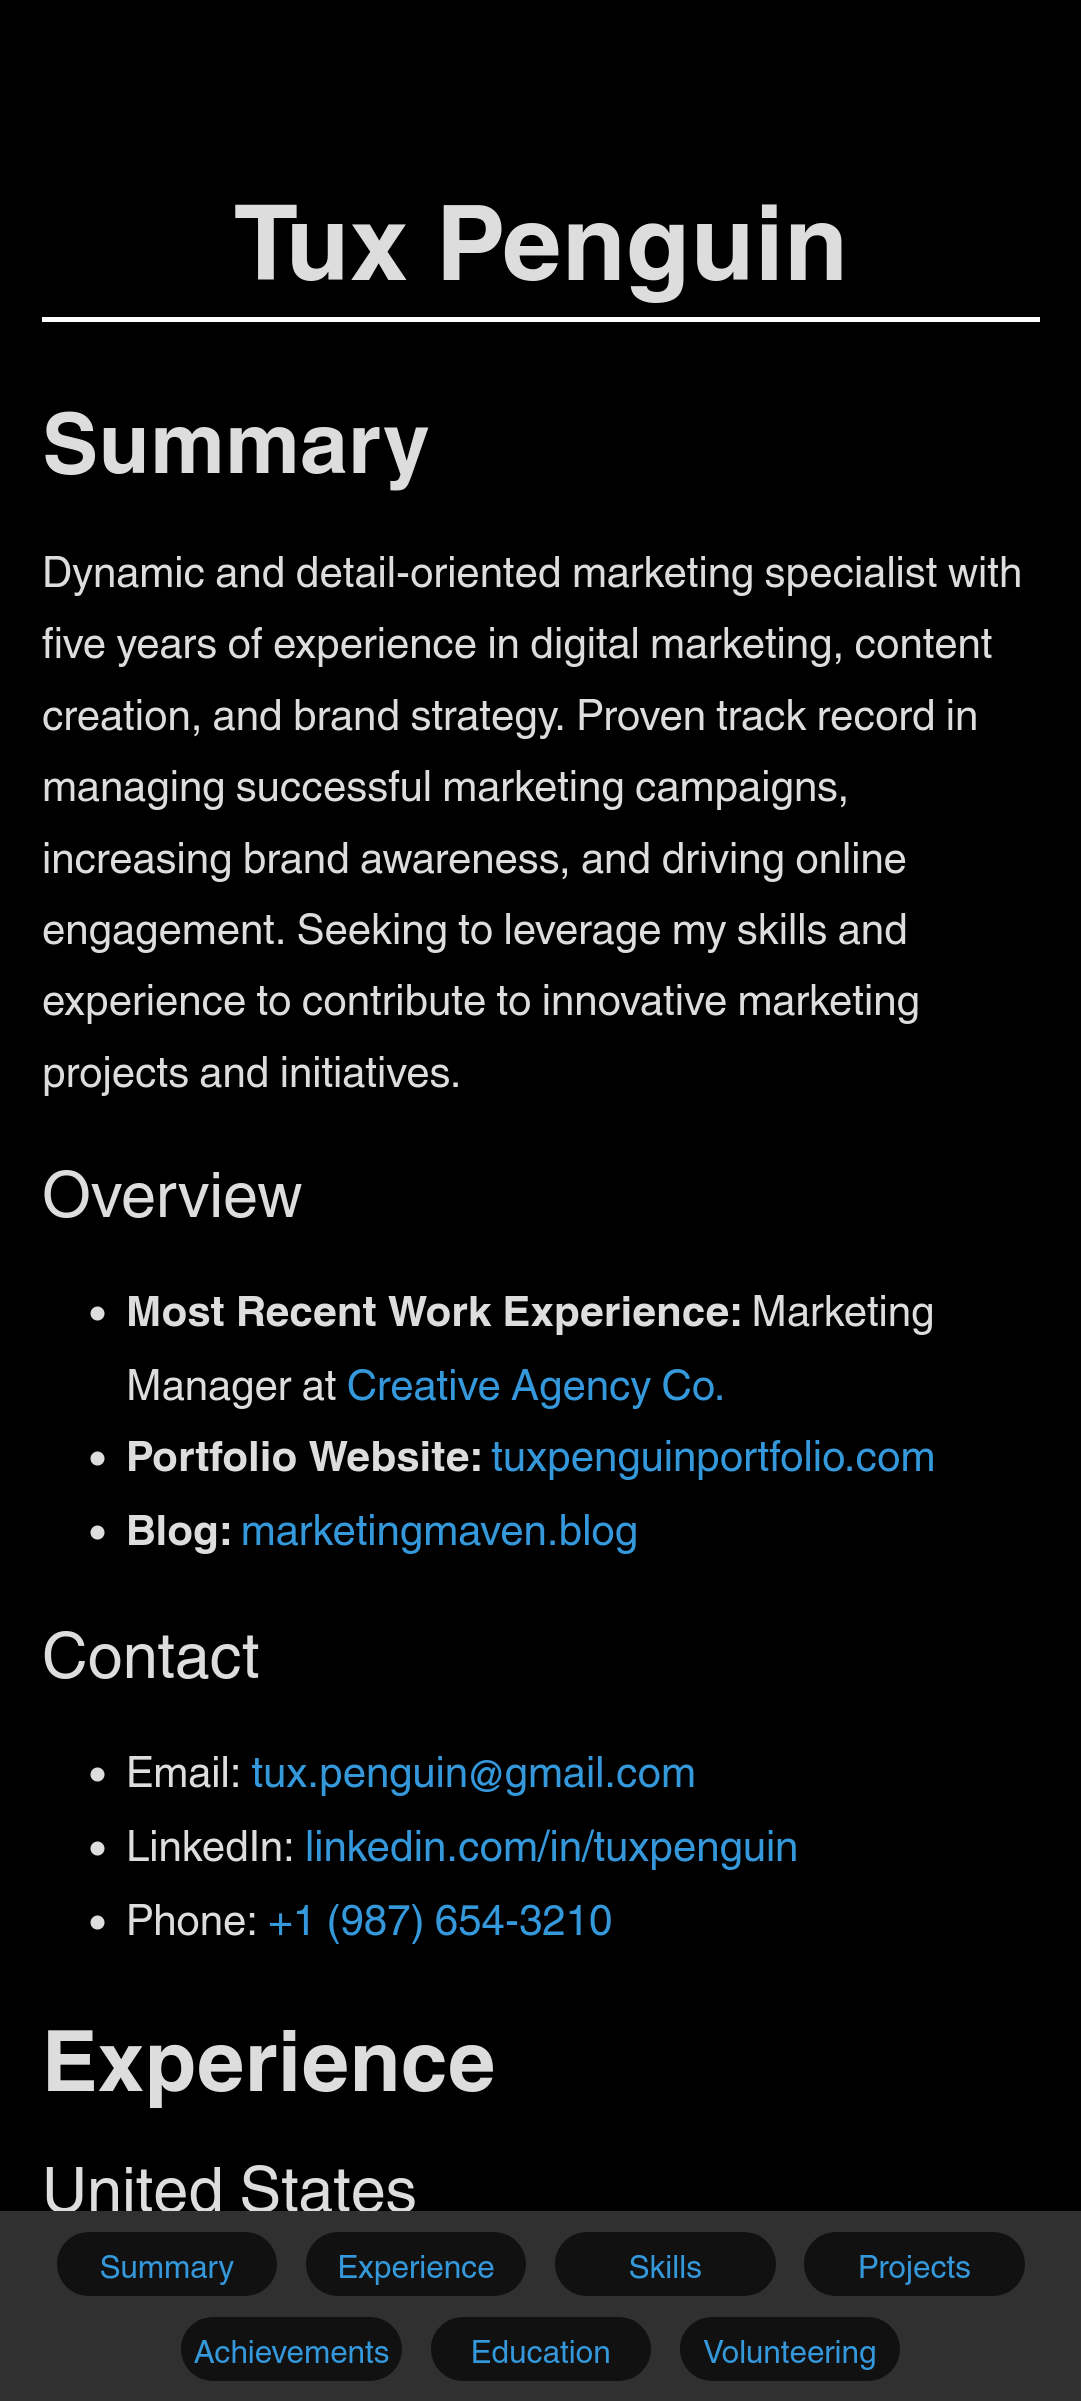 Tux Penguin
Summary
Dynamic and detail-oriented marketing specialist with
five years of experience in digital marketing, content
creation, and brand strategy. Proven track record in
managing successful marketing campaigns,
increasing brand awareness, and driving online
engagement. Seeking to leverage my skills and
experience to contribute to innovative marketing
projects and initiatives.
Overview
• Most Recent Work Experience: Marketing
Manager at Creative Agency Co.
• Portfolio Website: tuxpenguinportfolio.com
• Blog: marketingmaven.blog
Contact
• Email: tux.penguin@gmail.com
• LinkedIn: linkedin.com/in/tuxpenguin
• Phone: +1 (987) 654-3210
Experience
United States
Summary Experience Skills Projects
Achievements Education Volunteering